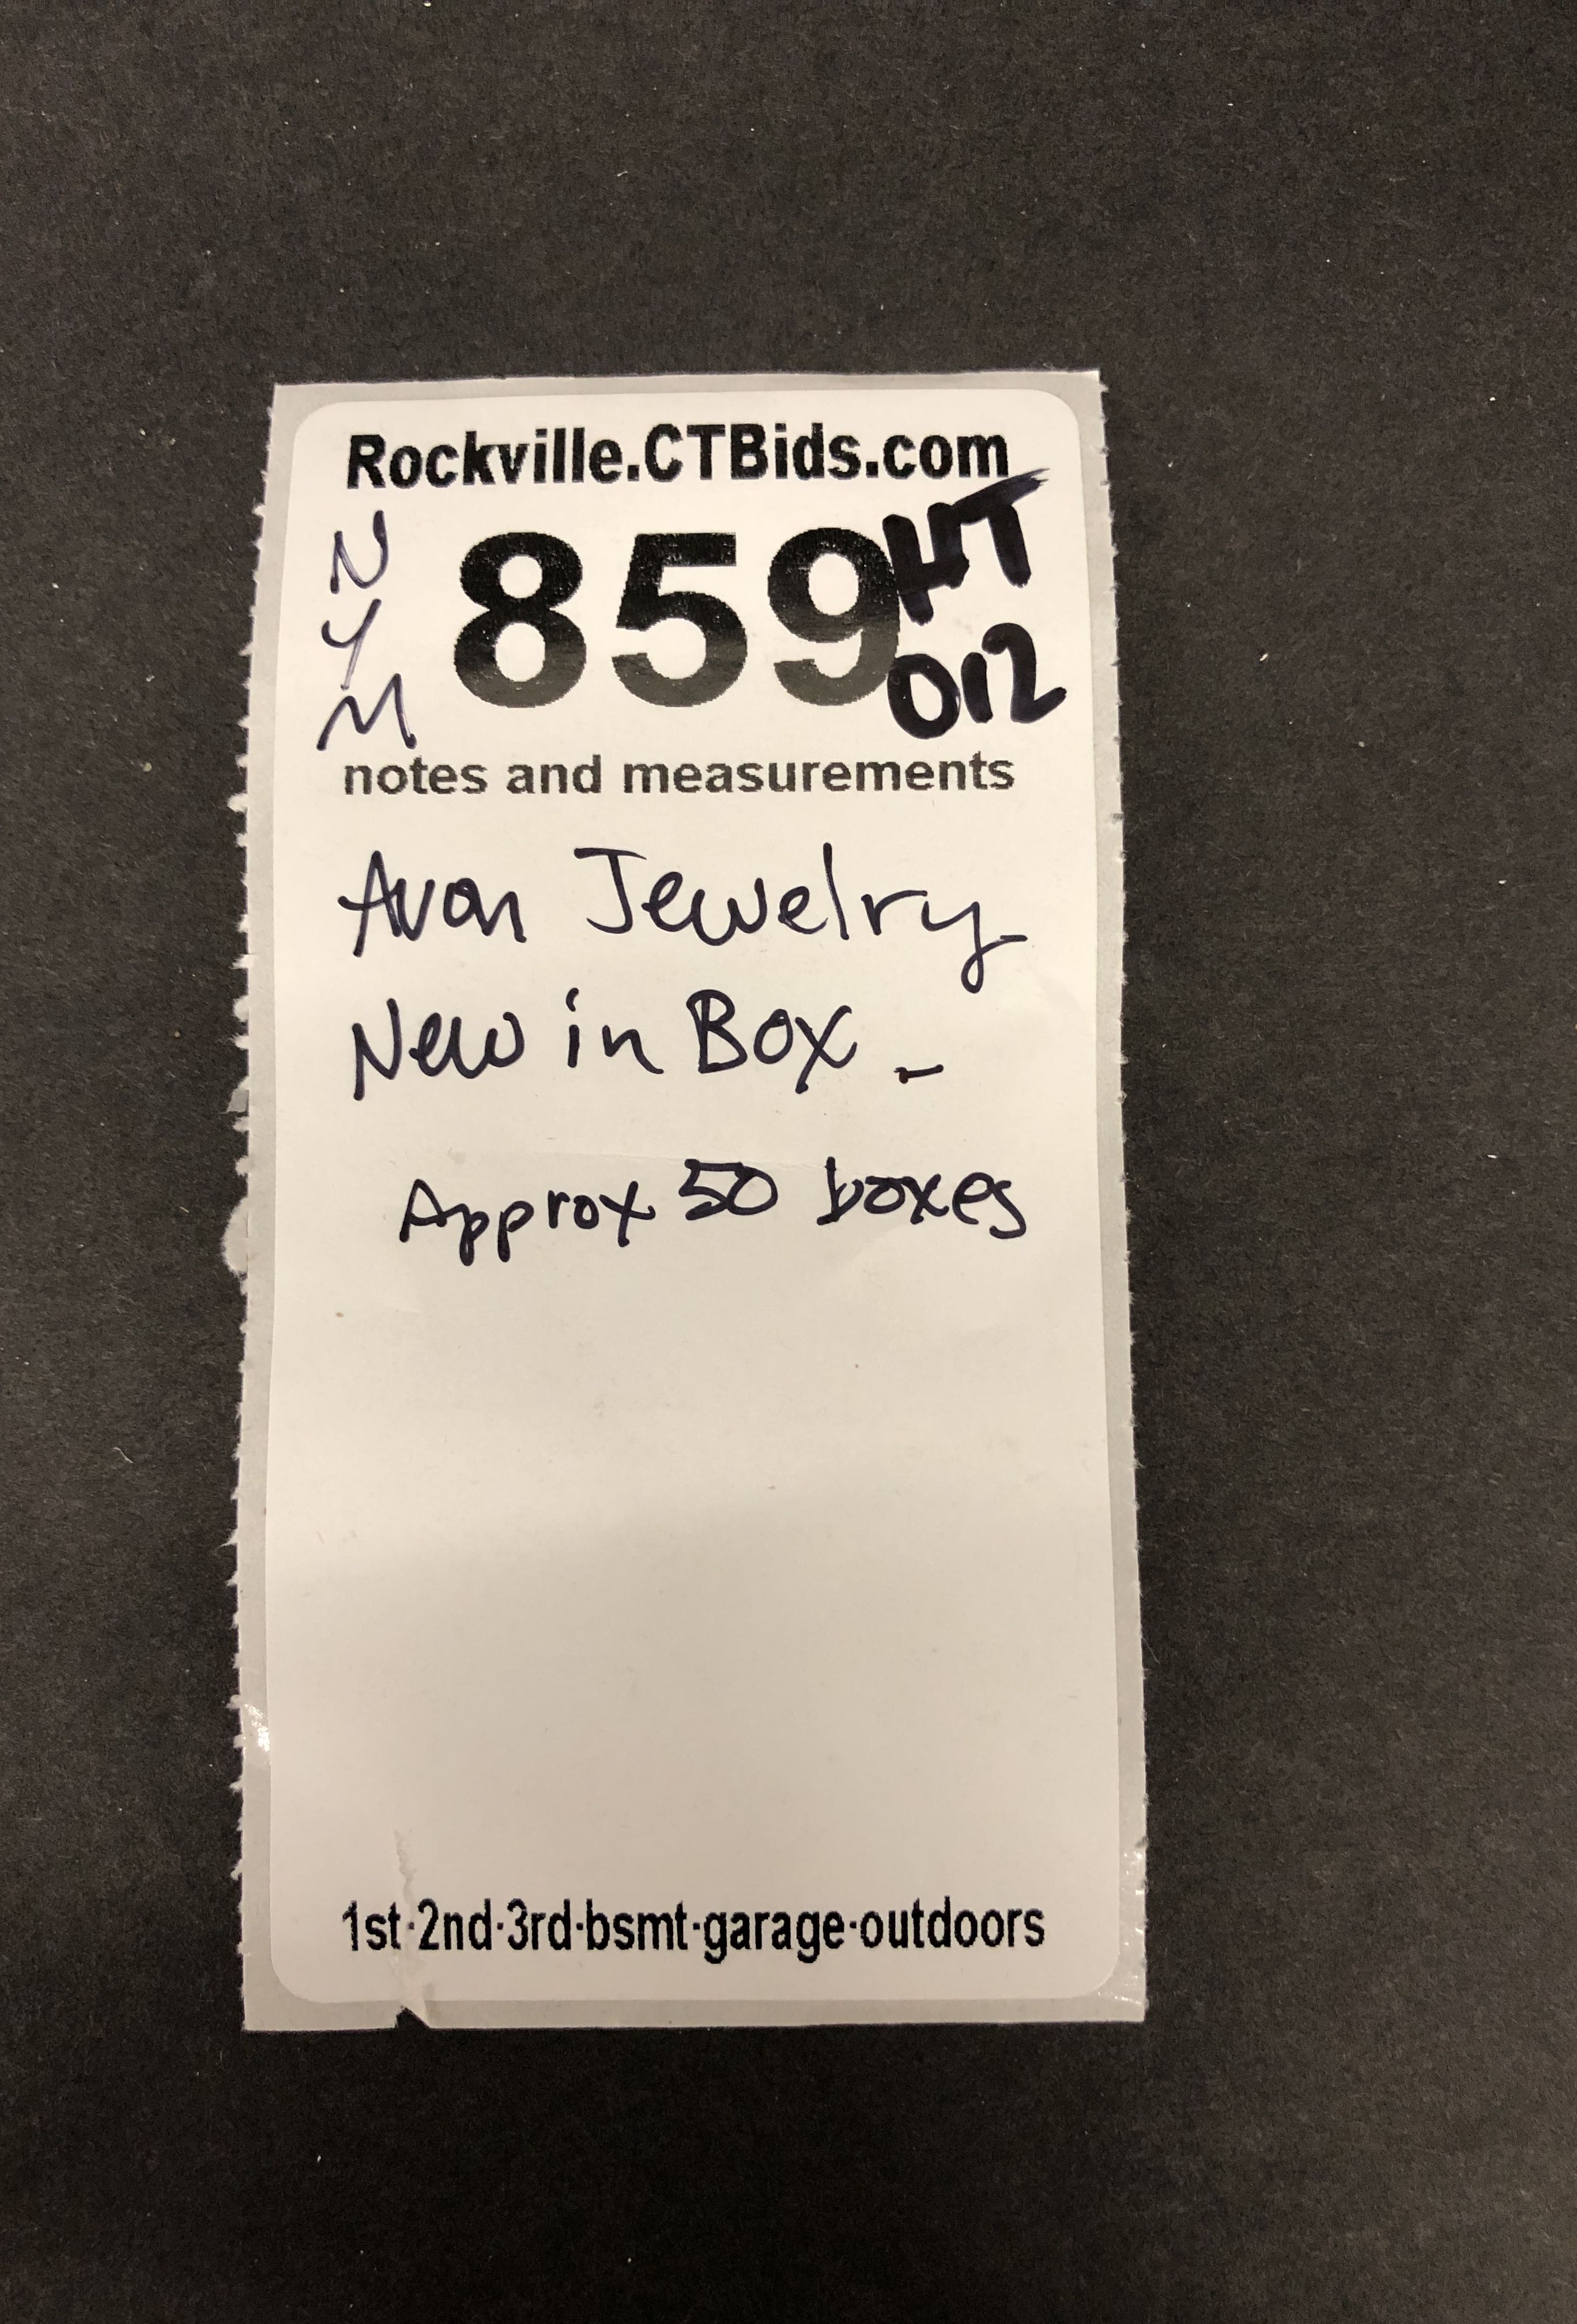 Rockville.CTBids.com
N
Y
M
859
HT
012
notes and measurements
Avon Jewelry
New in Box -
Approx 50 boxes
1st·2nd·3rd·bsmt·garage·outdoors